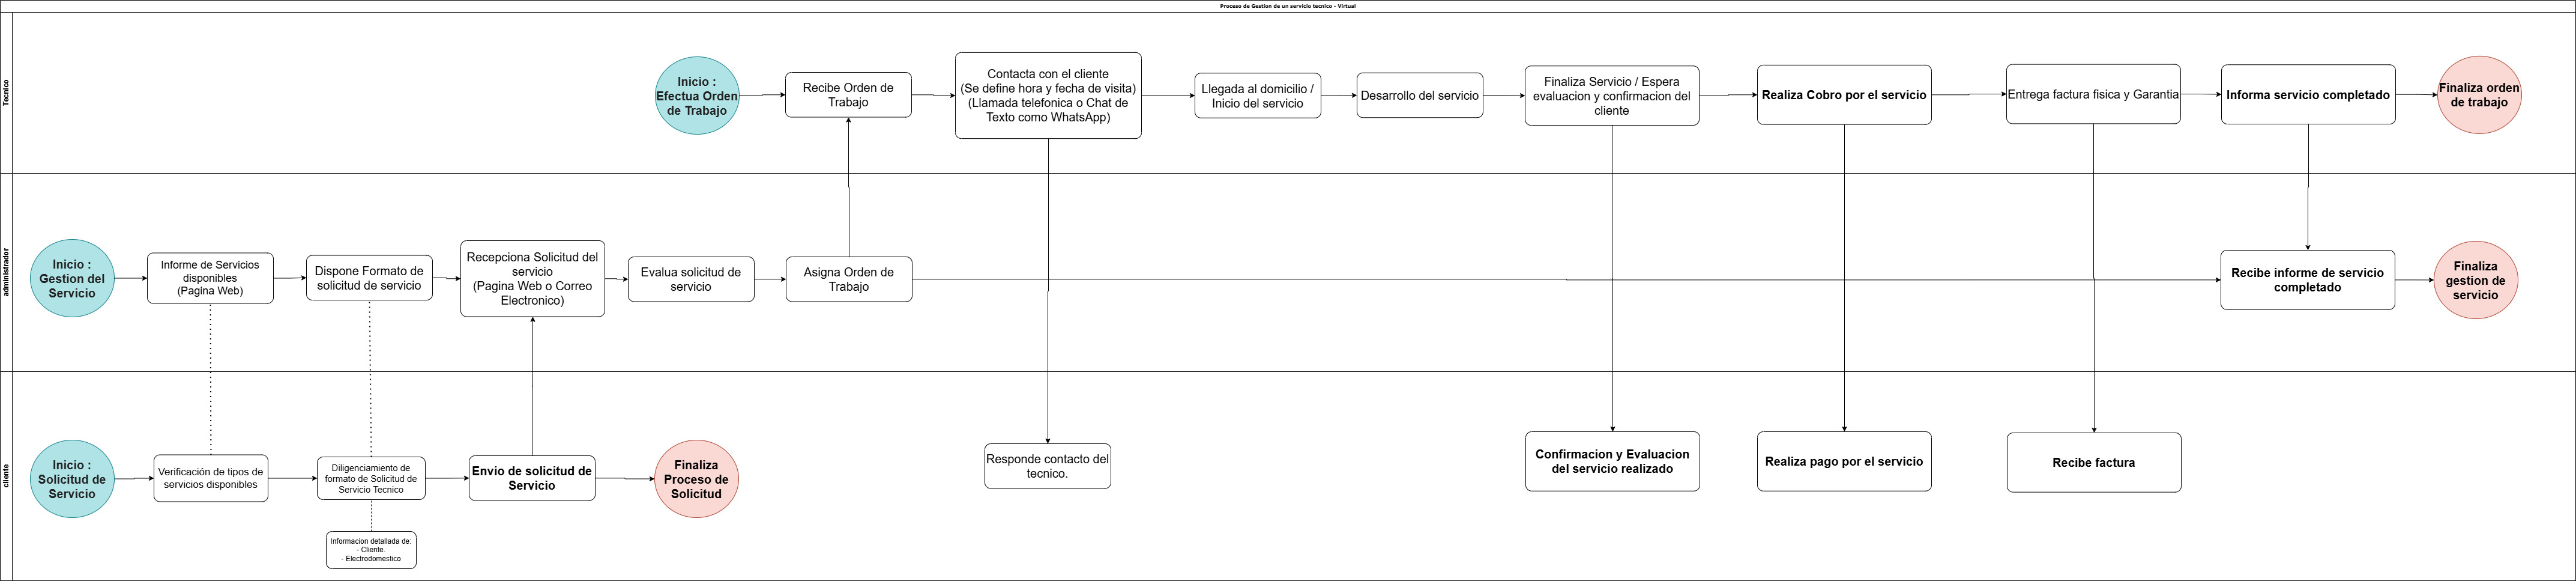 Proceso de Gestion de un servicio tecnico - Virtual
Tecnico
Inicio :
Efectua Orden
de Trabajo
Recibe Orden de
Trabajo
Contacta con el cliente
(Se define hora y fecha de visita)
(Llamada telefonica o Chat de
Texto como WhatsApp)
Llegada al domicilio /
Inicio del servicio
Desarrollo del servicio
Finaliza Servicio / Espera
evaluacion y confirmacion del
cliente
Realiza Cobro por el servicio
Entrega factura fisica y Garantia
Informa servicio completado
Finaliza orden
de trabajo
administrador
Inicio :
Gestion del
Servicio
Informe de Servicios
disponibles
(Pagina Web)
Dispone Formato de
solicitud de servicio
Recepciona Solicitud del
servicio
(Pagina Web o Correo
Electronico)
Evalua solicitud de
servicio
Asigna Orden de
Trabajo
Recibe informe de servicio
completado
Finaliza
gestion de
servicio
cliente
Inicio :
Solicitud de
Servicio
Verificación de tipos de
servicios disponibles
Diligenciamiento de
formato de Solicitud de
Servicio Tecnico
Envio de solicitud de
Servicio
Finaliza
Proceso de
Solicitud
Responde contacto del
tecnico.
Confirmacion y Evaluacion
del servicio realizado
Realiza pago por el servicio
Recibe factura
Informacion detallada de:
- Cliente.
- Electrodomestico